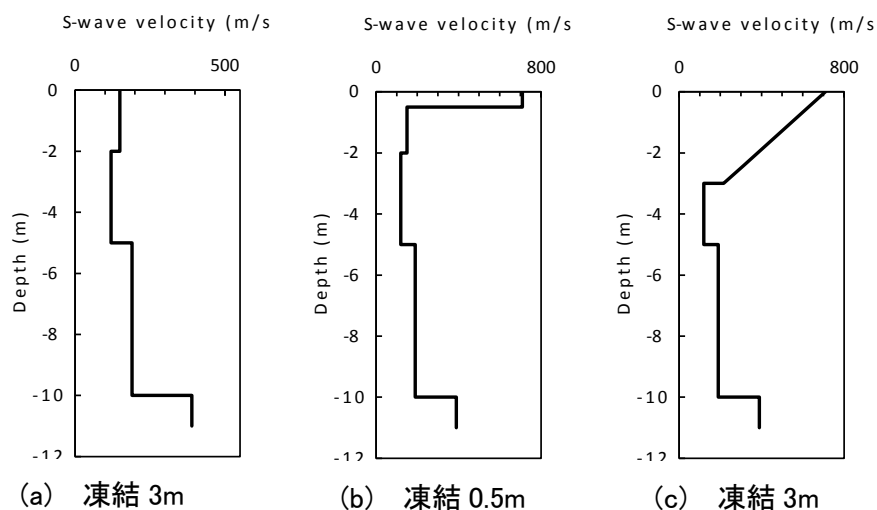 S-wave velocity (m/s
S-wave velocity (m/s
S-wave velocity (m/s
0 500
0 800
0 800
0
-2
-4
-6
-8
-10
-12
Depth (m)
0
-2
-4
-6
-8
-10
-12
Depth (m)
0
-2
-4
-6
-8
-10
-12
Depth (m)
(a) 凍結 3m
(b) 凍結 0.5m
(c) 凍結 3m